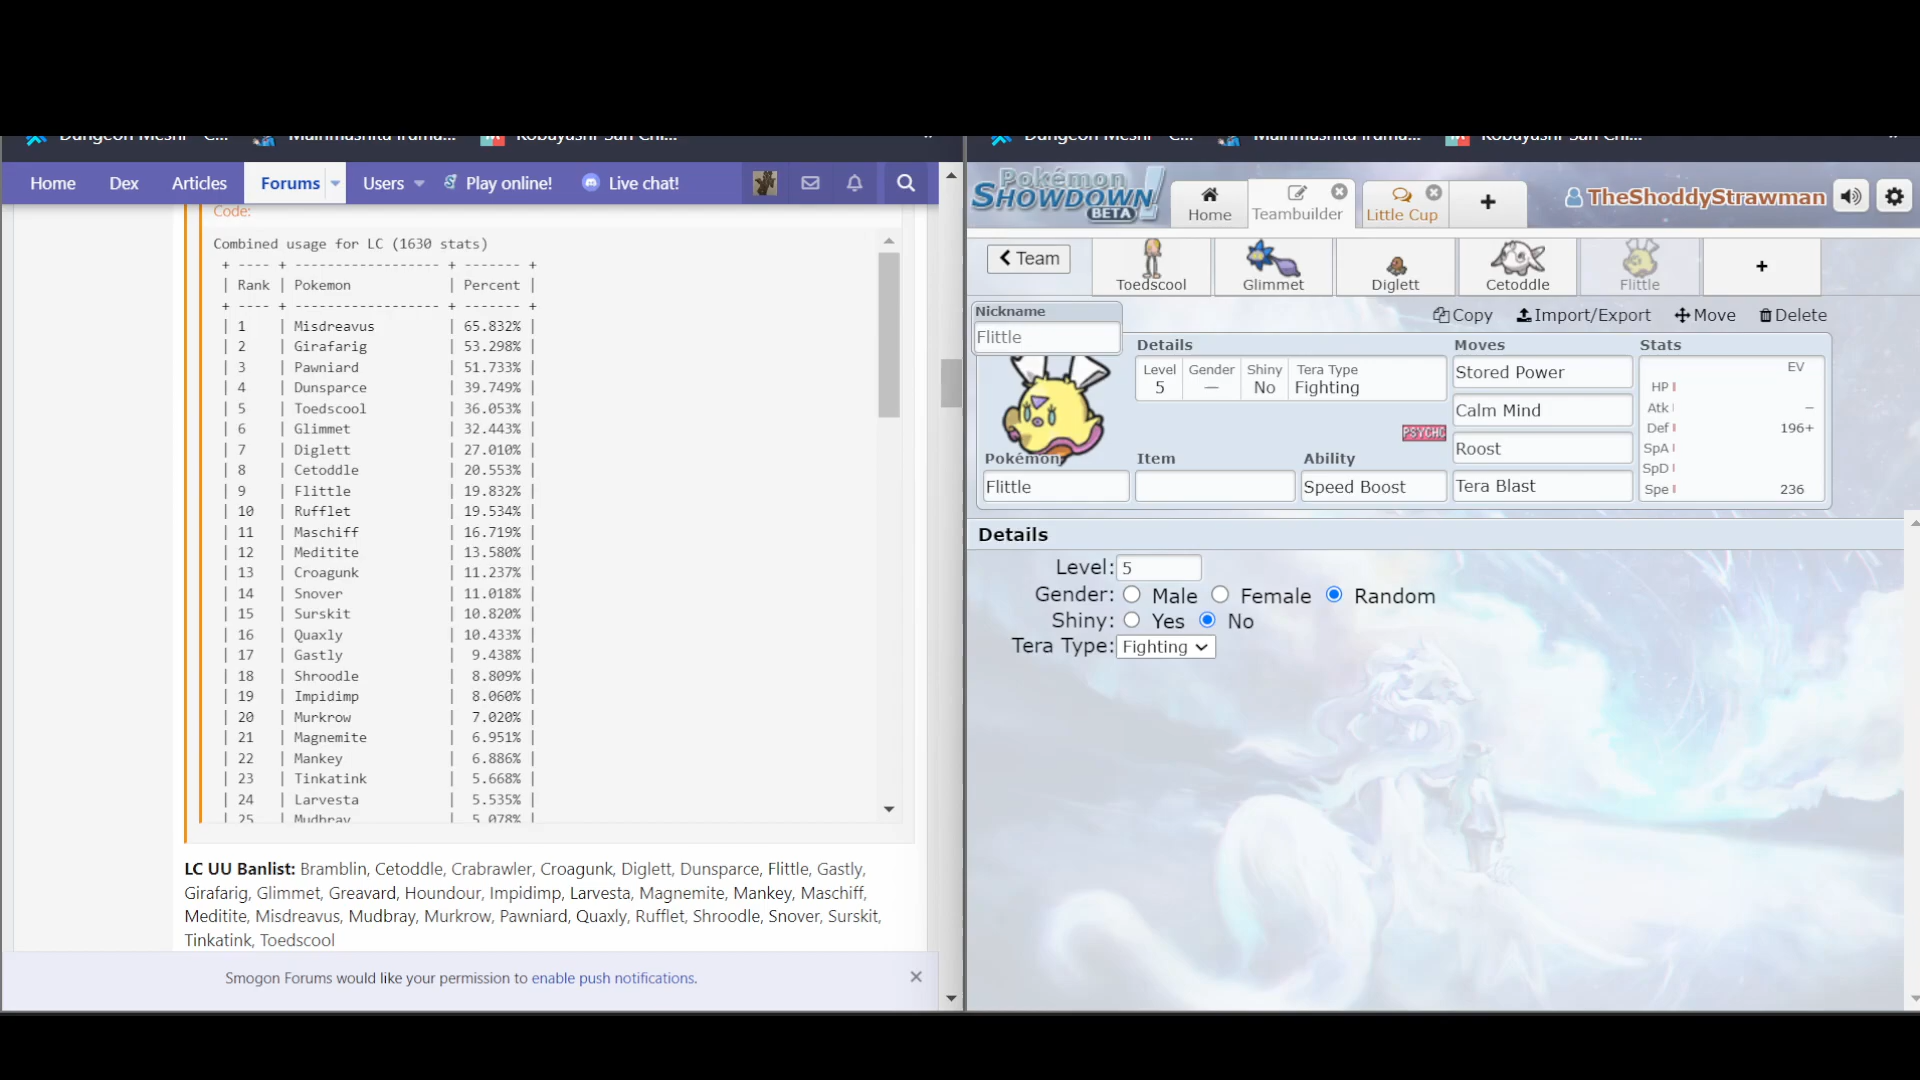 Home Dex Articles Forums Users Play online! Live chat!
Code:
Combined usage for LC (1630 stats)
+ ---- + ------------------ + ------- +
| Rank | Pokemon | Percent |
+ ---- + ------------------ + ------- +
| 1 | Misdreavus | 65.832% |
| 2 | Girafarig | 53.298% |
| 3 | Pawniard | 51.733% |
| 4 | Dunsparce | 39.749% |
| 5 | Toedscool | 36.053% |
| 6 | Glimmet | 32.443% |
| 7 | Diglett | 27.010% |
| 8 | Cetoddle | 20.553% |
| 9 | Flittle | 19.832% |
| 10 | Rufflet | 19.534% |
| 11 | Maschiff | 16.719% |
| 12 | Meditite | 13.580% |
| 13 | Croagunk | 11.237% |
| 14 | Snover | 11.018% |
| 15 | Surskit | 10.820% |
| 16 | Quaxly | 10.433% |
| 17 | Gastly | 9.438% |
| 18 | Shroodle | 8.809% |
| 19 | Impidimp | 8.060% |
| 20 | Murkrow | 7.020% |
| 21 | Magnemite | 6.951% |
| 22 | Mankey | 6.886% |
| 23 | Tinkatink | 5.668% |
| 24 | Larvesta | 5.535% |
| 25 | Mudbray | 5.078% |
LC UU Banlist: Bramblin, Cetoddle, Crabrawler, Croagunk, Diglett, Dunsparce, Flittle, Gastly,
Girafarig, Glimmet, Greavard, Houndour, Impidimp, Larvesta, Magnemite, Mankey, Maschiff,
Meditite, Misdreavus, Mudbray, Murkrow, Pawniard, Quaxly, Rufflet, Shroodle, Snover, Surskit,
Tinkatink, Toedscool
Smogon Forums would like your permission to enable push notifications.
Pokémon
SHOWDOWN!
BETA
Home Teambuilder Little Cup + TheShoddyStrawman
Team Toedscool Glimmet Diglett Cetoddle Flittle +
Copy Import/Export Move Delete
Nickname
Flittle
Details Moves Stats
Level Gender Shiny Tera Type
5 — No Fighting
Stored Power
Calm Mind
Roost
Tera Blast
EV
HP
Atk –
Def 196+
SpA
SpD
Spe 236
PSYCHC
Pokémon Item Ability
Flittle Speed Boost
Details
Level: 5
Gender: Male Female Random
Shiny: Yes No
Tera Type: Fighting